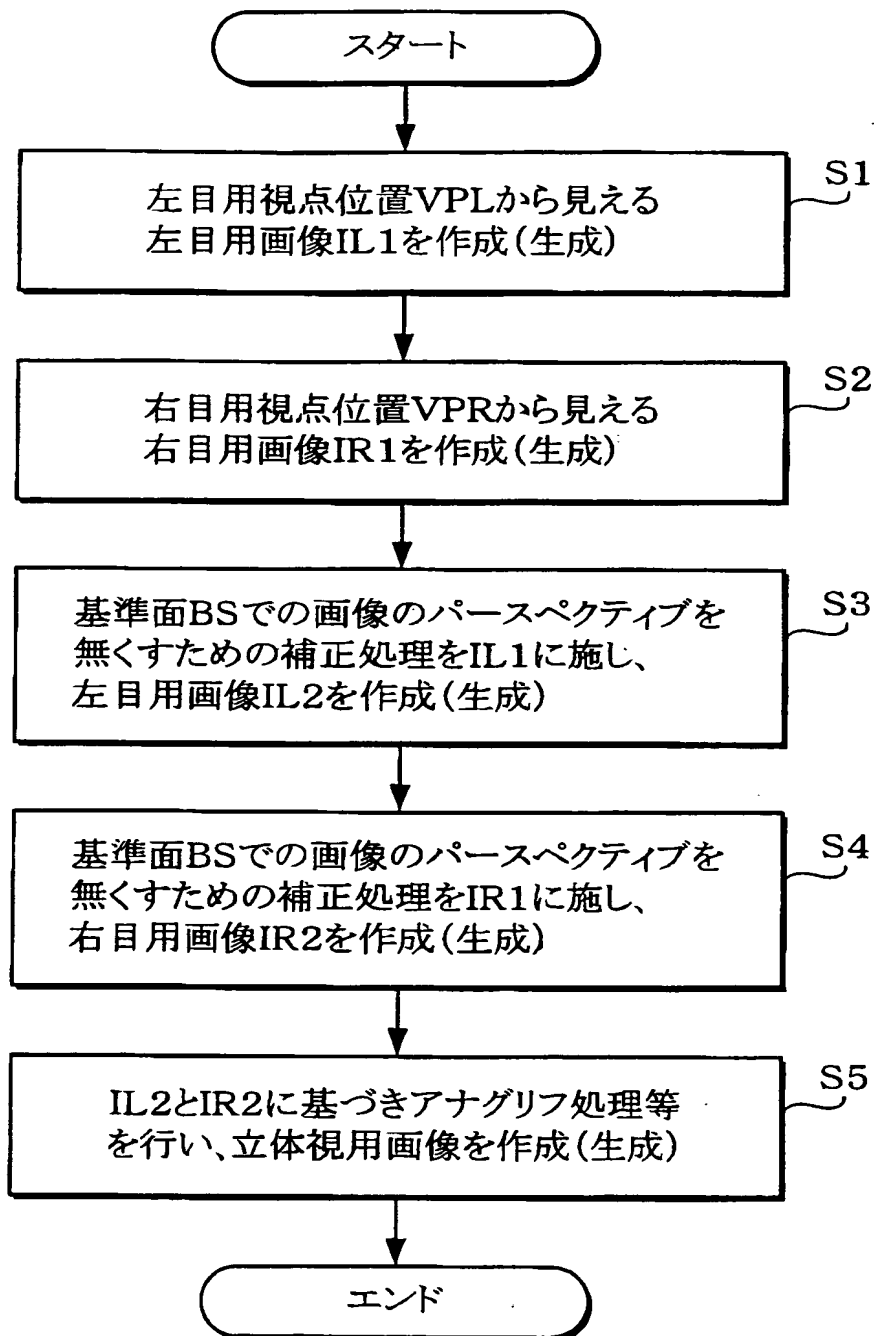 スタート
S1
左目用視点位置VPLから見える
左目用画像IL1を作成(生成)
S2
右目用視点位置VPRから見える
右目用画像IR1を作成(生成)
S3
基準面BSでの画像のパースペクティブを
無くすための補正処理をIL1に施し、
左目用画像IL2を作成(生成)
S4
基準面BSでの画像のパースペクティブを
無くすための補正処理をIR1に施し、
右目用画像IR2を作成(生成)
S5
IL2とIR2に基づきアナグリフ処理等
を行い、立体視用画像を作成(生成)
エンド